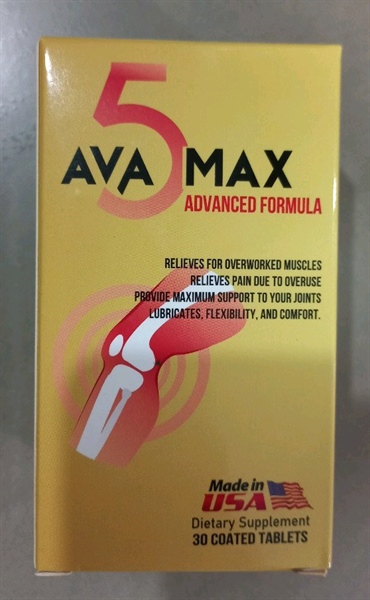 AVA 5 MAX
ADVANCED FORMULA
RELIEVES FOR OVERWORKED MUSCLES
RELIEVES PAIN DUE TO OVERUSE
PROVIDE MAXIMUM SUPPORT TO YOUR JOINTS
LUBRICATES, FLEXIBILITY, AND COMFORT.
Made in
USA
Dietary Supplement
30 COATED TABLETS